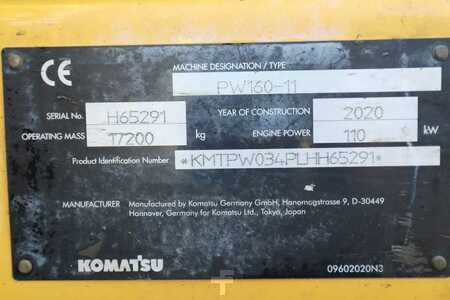 CE
MACHINE DESIGNATION / TYPE
PW160-11
SERIAL No. H65291 YEAR OF CONSTRUCTION 2020
OPERATING MASS 17200 kg ENGINE POWER 110 kW
Product Identification Number *KMTPW034PLHH65291*
MANUFACTURER Manufactured by Komatsu Germany GmbH, Hanomagstrasse 9, D-30449
Hannover, Germany for Komatsu Ltd., Tokyo, Japan
KOMATSU
09602020N3